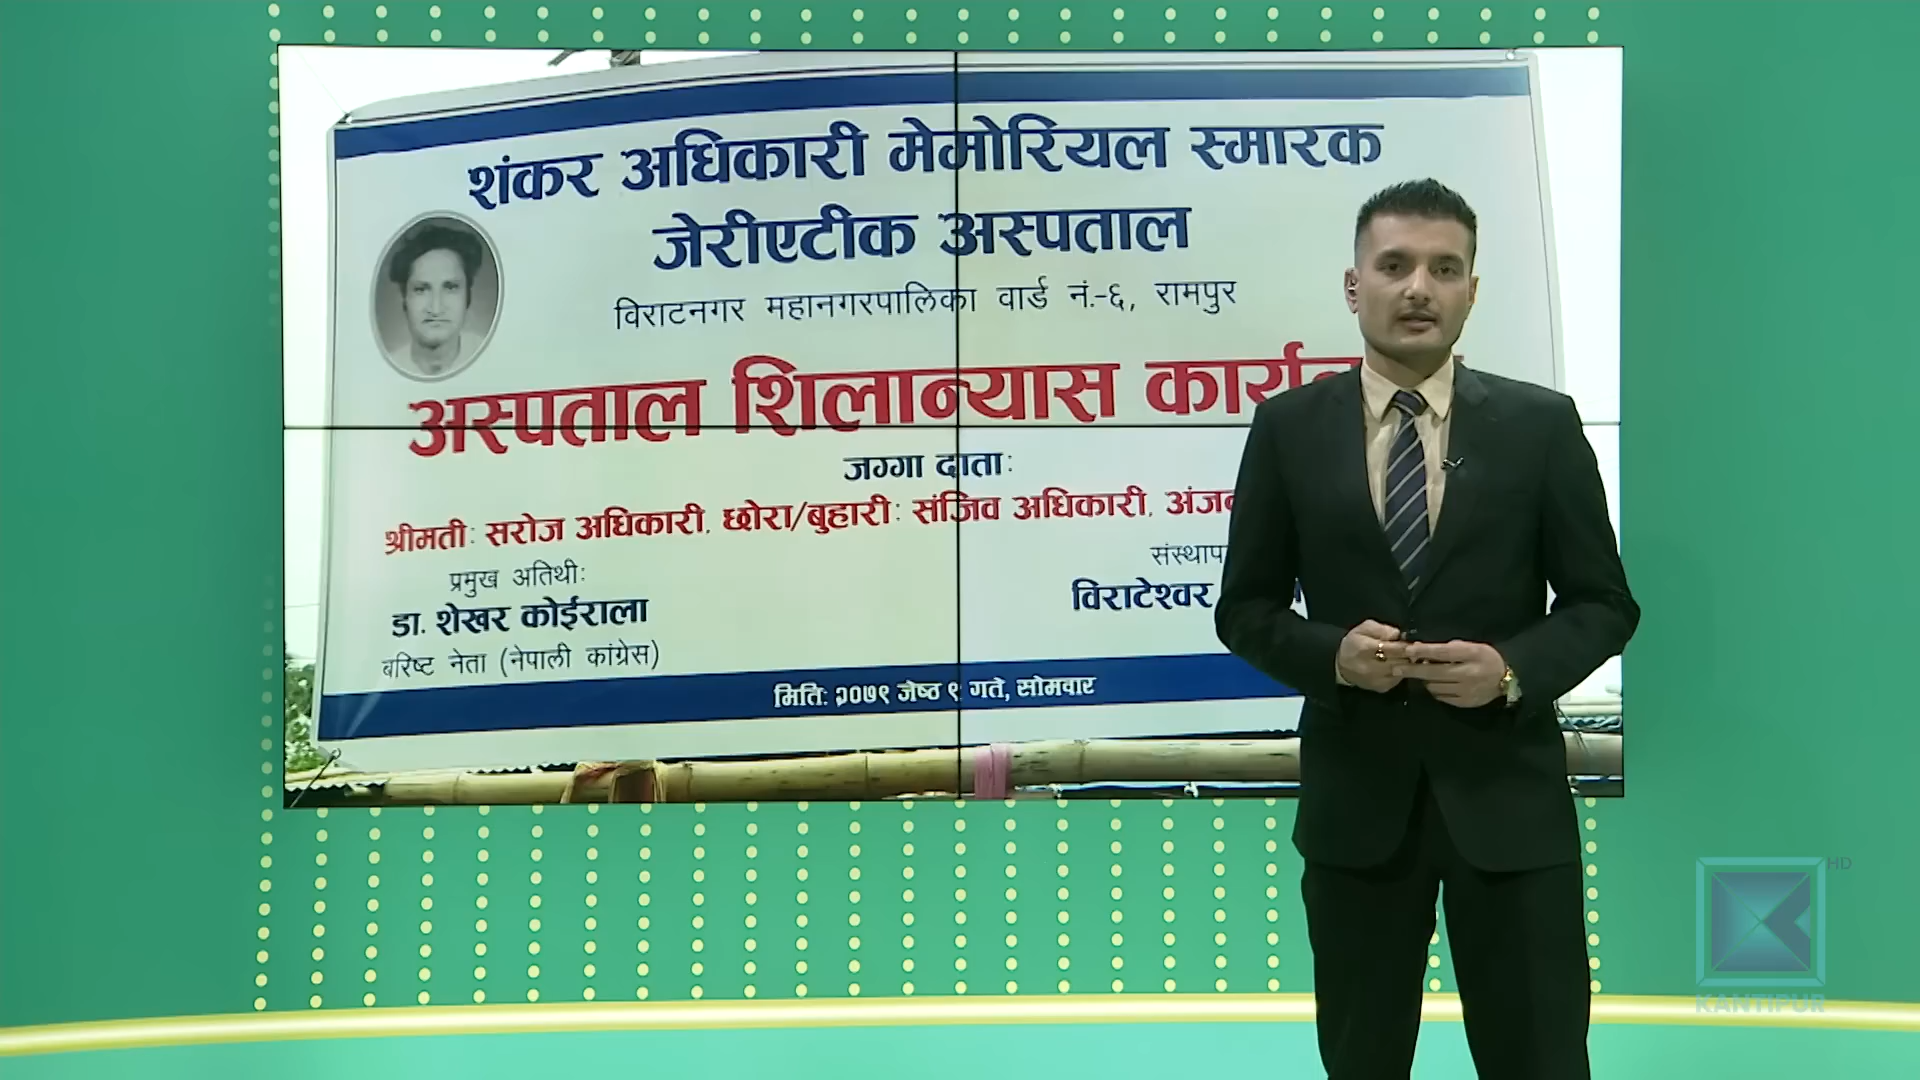 शंकर अधिकारी मेमोरियल स्मारक
जेरीएटीक अस्पताल
विराटनगर महानगरपालिका वार्ड नं.-६, रामपुर
अस्पताल शिलान्यास
जग्गा दाताः
श्रीमतीः सरोज अधिकारी, छोरा/बुहारीः संजिव अधिकारी,
प्रमुख अतिथीः
डा. शेखर कोईराला
बरिष्ट नेता (नेपाली कांग्रेस)
विराटेश्वर
मितिः २०७९ जेष्ठ ९ गते, सोमवार
HD
KANTIPUR